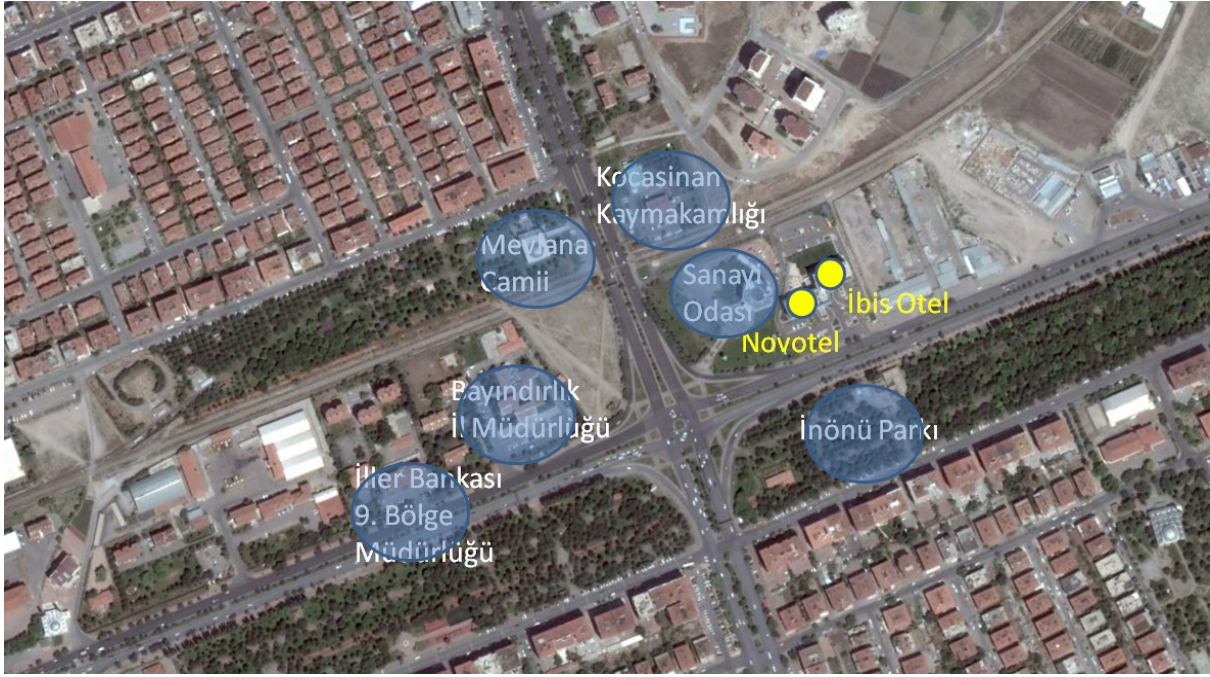 Kocasinan
Kaymakamlığı
Mevlana
Camii
Sanayi
Odası
İbis Otel
Novotel
Bayındırlık
İl Müdürlüğü
İnönü Parkı
İller Bankası
9. Bölge
Müdürlüğü